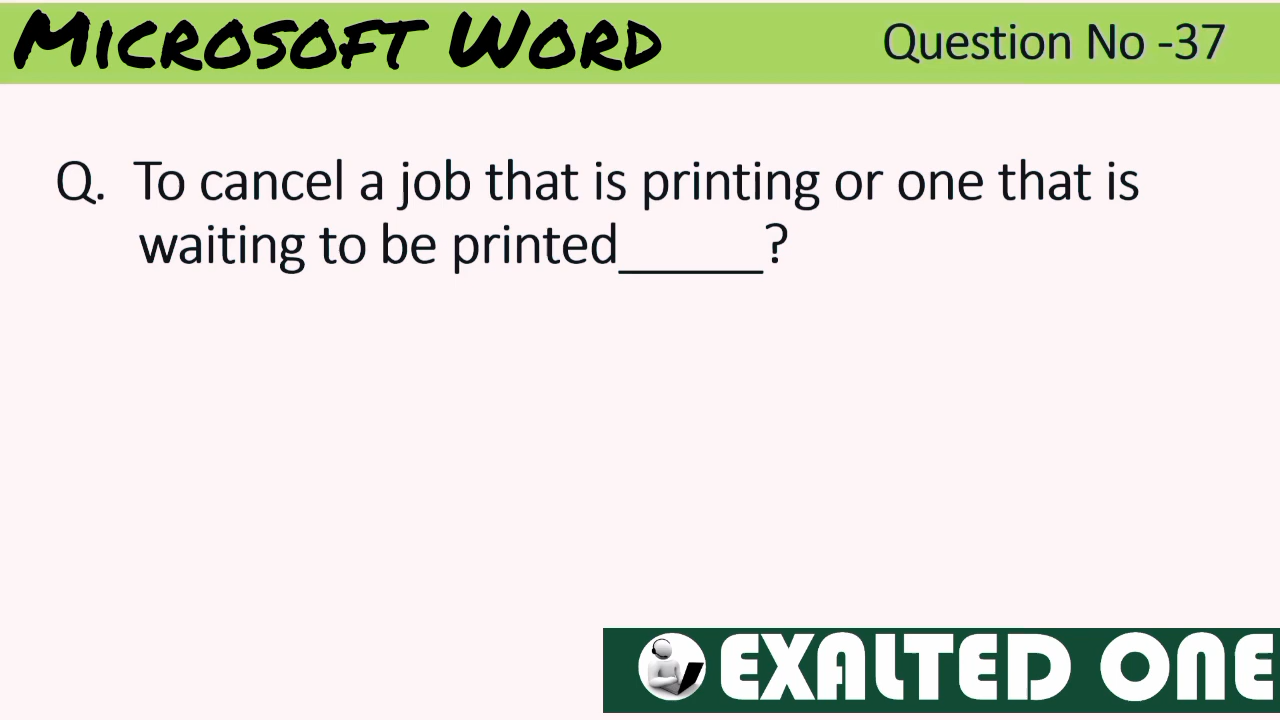 Microsoft Word
Question No -37
Q. To cancel a job that is printing or one that is
waiting to be printed______?
EXALTED ONE